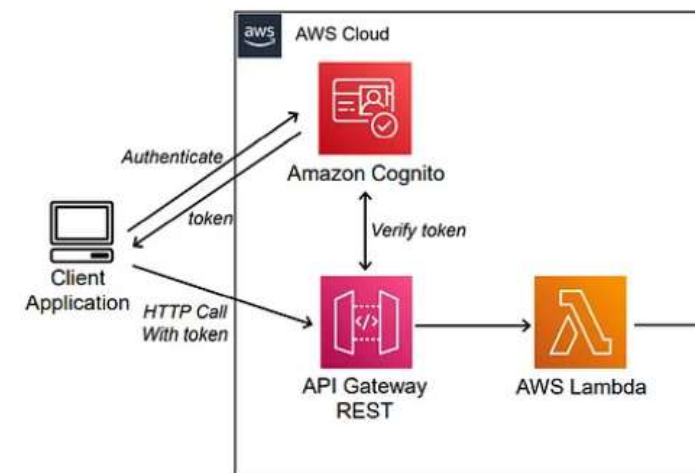 aws
AWS Cloud
Authenticate
Amazon Cognito
token
Verify token
Client
Application
HTTP Call
With token
</>
API Gateway
REST
AWS Lambda